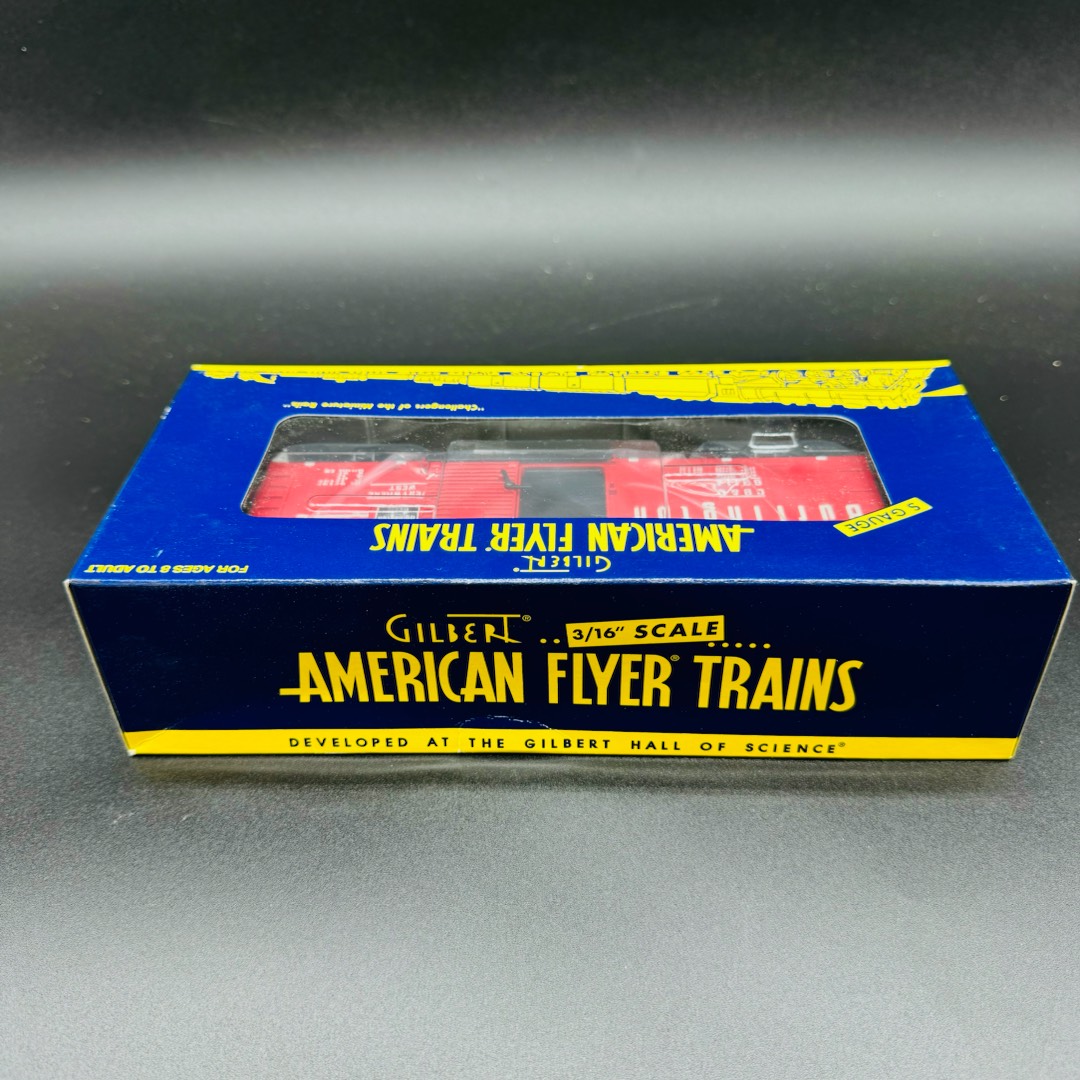 "Challengers of the Miniature Rails"
Burlington
S GAUGE
GILBERT
AMERICAN FLYER TRAINS
FOR AGES 8 TO ADULT
GILBERT® .. 3/16" SCALE .....
AMERICAN FLYER® TRAINS
DEVELOPED AT THE GILBERT HALL OF SCIENCE®